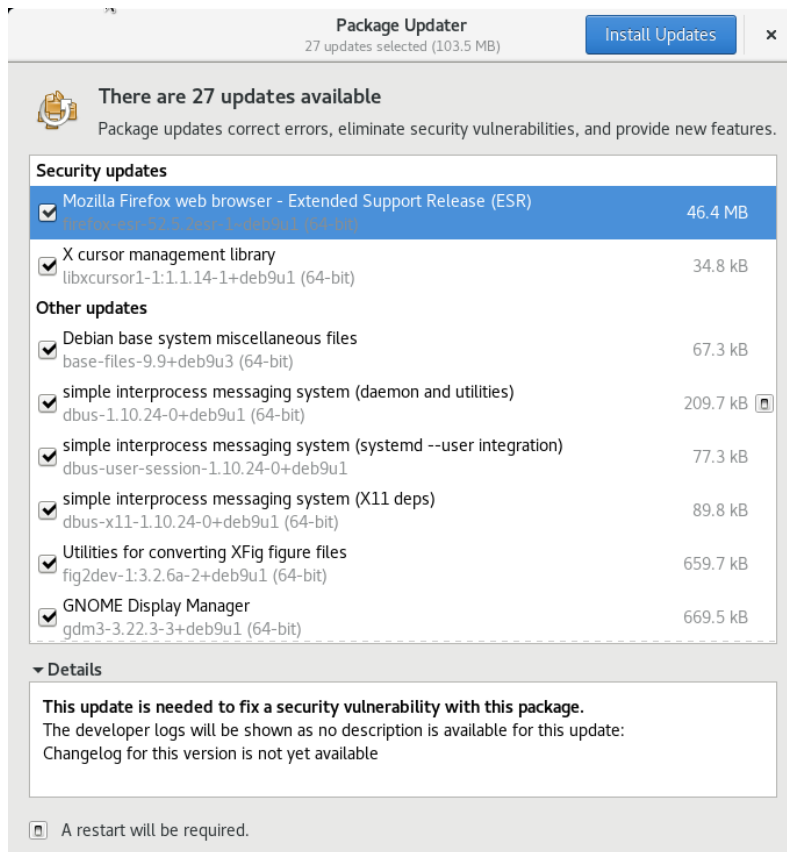 Package Updater
27 updates selected (103.5 MB)
Install Updates
There are 27 updates available
Package updates correct errors, eliminate security vulnerabilities, and provide new features.
Security updates
Mozilla Firefox web browser - Extended Support Release (ESR)
46.4 MB
firefox-esr-52.5.2esr-1~deb9u1 (64-bit)
X cursor management library
34.8 kB
libxcursor1-1:1.1.14-1+deb9u1 (64-bit)
Other updates
Debian base system miscellaneous files
67.3 kB
base-files-9.9+deb9u3 (64-bit)
simple interprocess messaging system (daemon and utilities)
209.7 kB
dbus-1.10.24-0+deb9u1 (64-bit)
simple interprocess messaging system (systemd --user integration)
77.3 kB
dbus-user-session-1.10.24-0+deb9u1
simple interprocess messaging system (X11 deps)
89.8 kB
dbus-x11-1.10.24-0+deb9u1 (64-bit)
Utilities for converting XFig figure files
659.7 kB
fig2dev-1:3.2.6a-2+deb9u1 (64-bit)
GNOME Display Manager
669.5 kB
gdm3-3.22.3-3+deb9u1 (64-bit)
Details
This update is needed to fix a security vulnerability with this package.
The developer logs will be shown as no description is available for this update:
Changelog for this version is not yet available
A restart will be required.